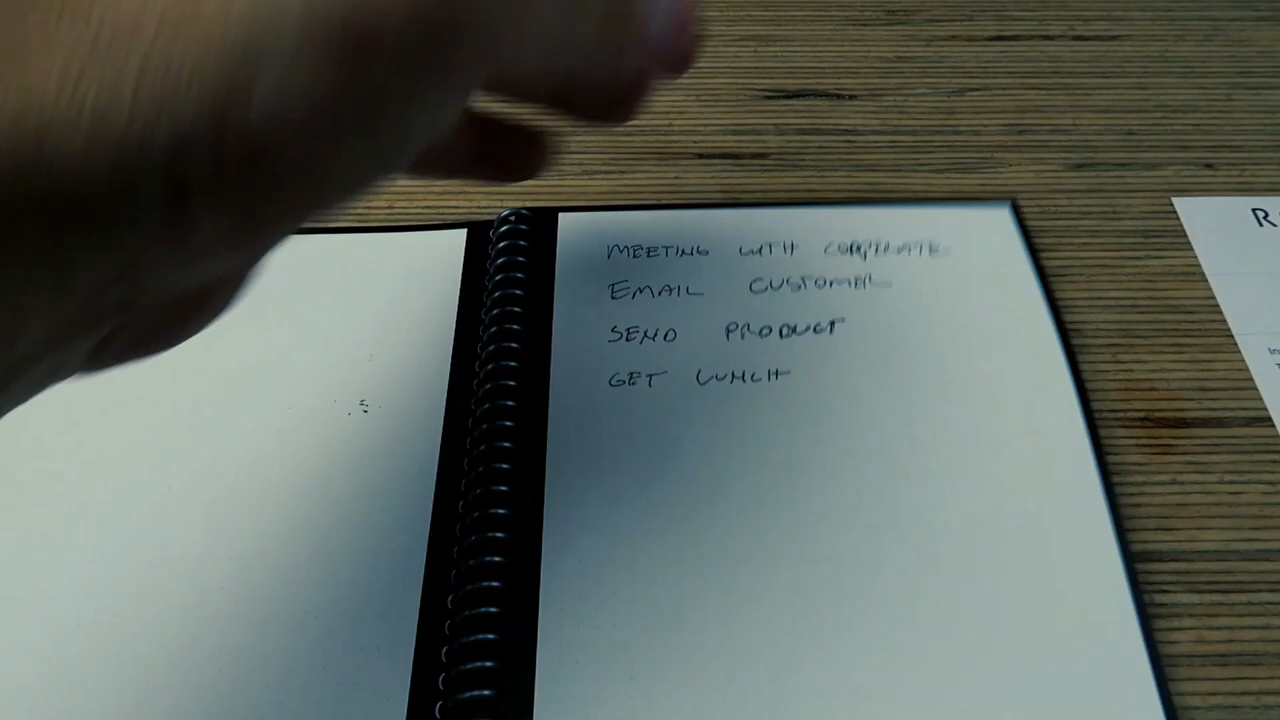 MEETING WITH CORPORATE
EMAIL CUSTOMER
SEND PRODUCT
GET LUNCH